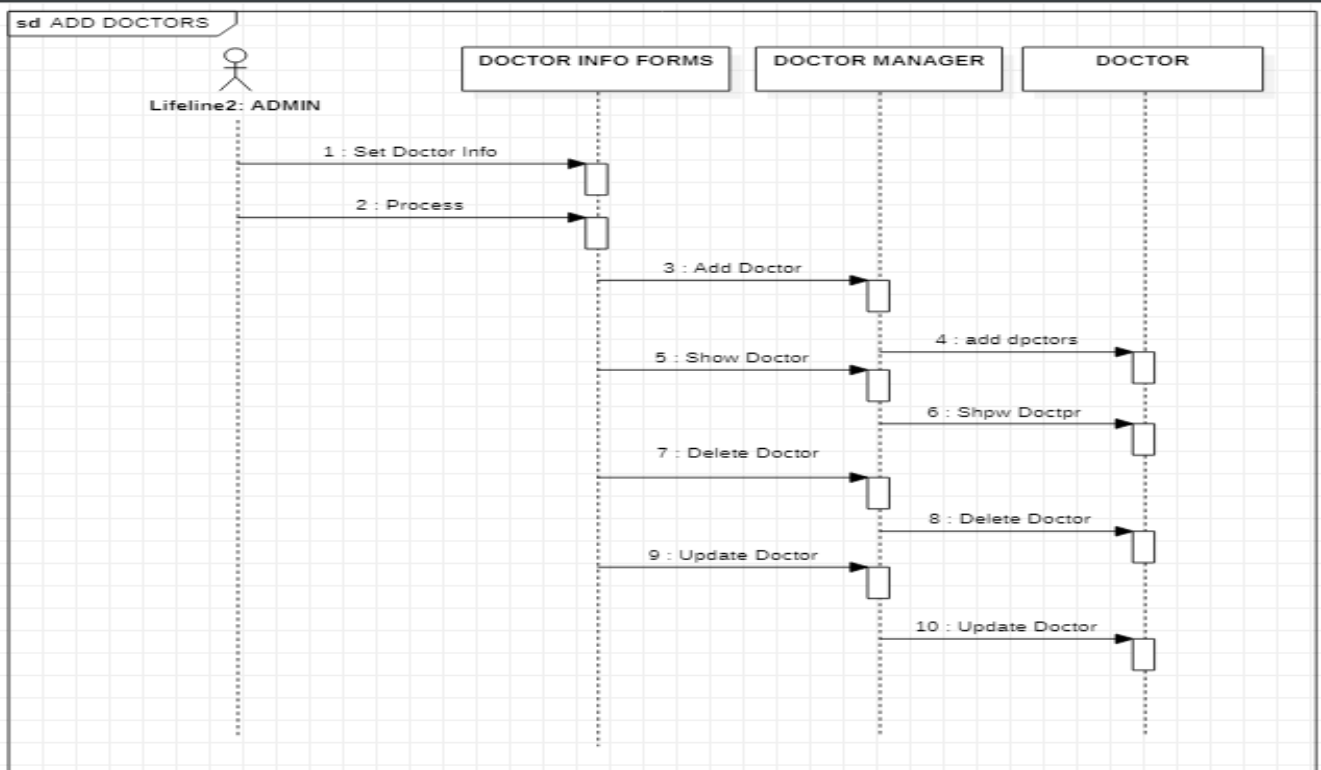 sd ADD DOCTORS
Lifeline2: ADMIN
DOCTOR INFO FORMS
DOCTOR MANAGER
DOCTOR
1 : Set Doctor Info
2 : Process
3 : Add Doctor
4 : add dpctors
5 : Show Doctor
6 : Shpw Doctpr
7 : Delete Doctor
8 : Delete Doctor
9 : Update Doctor
10 : Update Doctor